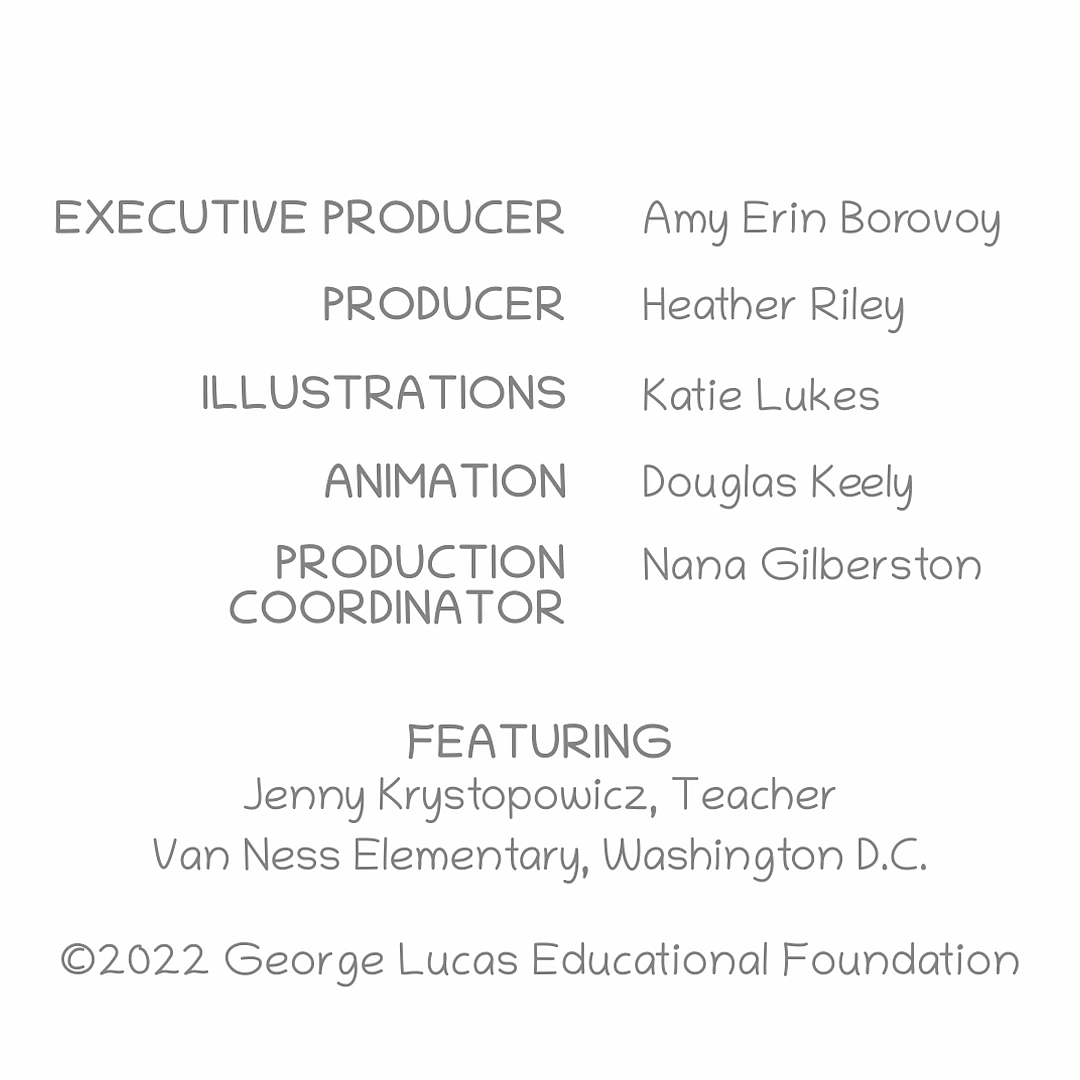 EXECUTIVE PRODUCER Amy Erin Borovoy
PRODUCER Heather Riley
ILLUSTRATIONS Katie Lukes
ANIMATION Douglas Keely
PRODUCTION Nana Gilberston
COORDINATOR
FEATURING
Jenny Krystopowicz, Teacher
Van Ness Elementary, Washington D.C.
©2022 George Lucas Educational Foundation